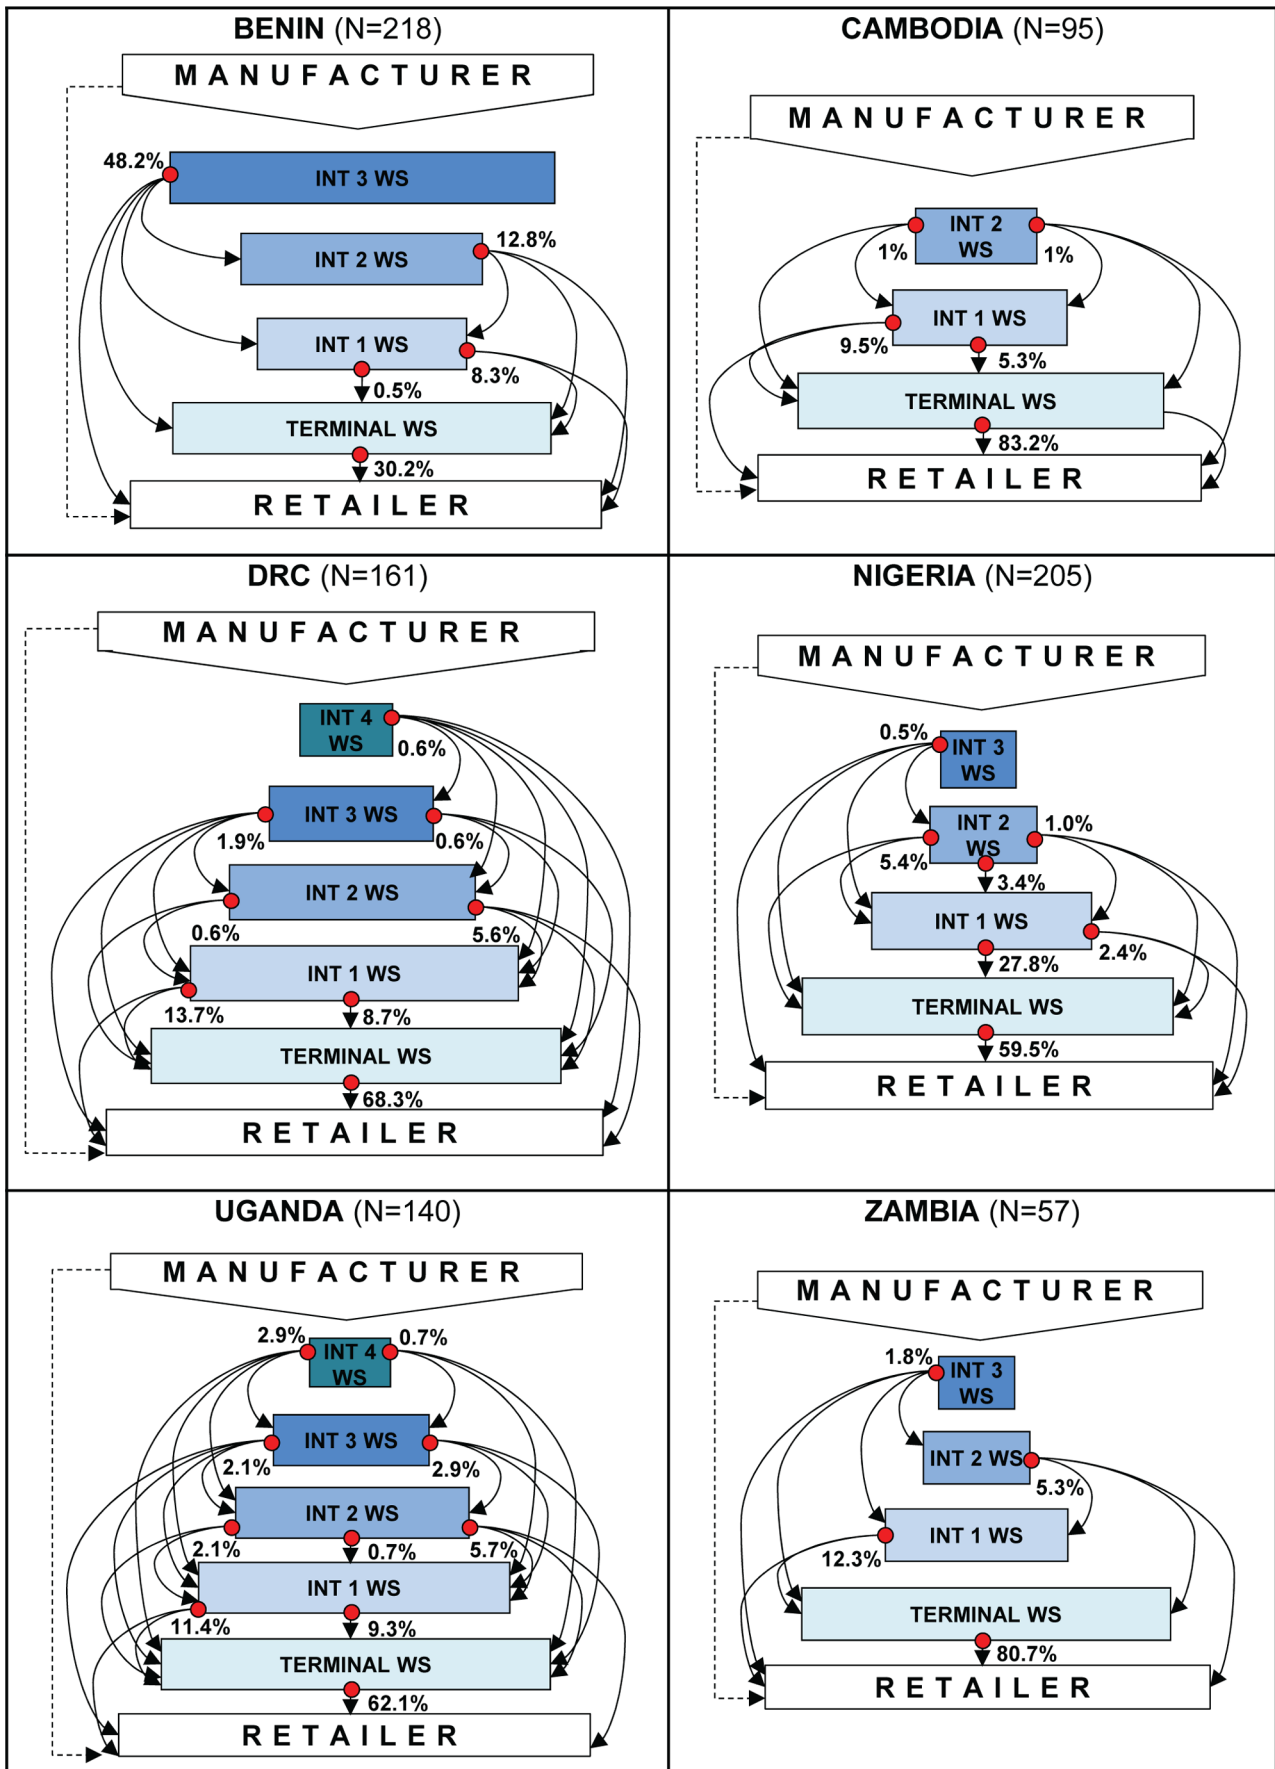 BENIN (N=218)
MANUFACTURER
48.2%
INT 3 WS
12.8%
INT 2 WS
INT 1 WS
8.3%
0.5%
TERMINAL WS
30.2%
RETAILER
CAMBODIA (N=95)
MANUFACTURER
INT 2
WS
1%
1%
INT 1 WS
9.5%
5.3%
TERMINAL WS
83.2%
RETAILER
DRC (N=161)
MANUFACTURER
INT 4
WS
0.6%
INT 3 WS
1.9%
0.6%
INT 2 WS
0.6%
5.6%
INT 1 WS
13.7%
8.7%
TERMINAL WS
68.3%
RETAILER
NIGERIA (N=205)
MANUFACTURER
0.5%
INT 3
WS
INT 2
WS
1.0%
5.4%
3.4%
INT 1 WS
2.4%
27.8%
TERMINAL WS
59.5%
RETAILER
UGANDA (N=140)
MANUFACTURER
2.9%
0.7%
INT 4
WS
INT 3 WS
2.1%
2.9%
INT 2 WS
2.1%
0.7%
5.7%
INT 1 WS
11.4%
9.3%
TERMINAL WS
62.1%
RETAILER
ZAMBIA (N=57)
MANUFACTURER
1.8%
INT 3
WS
INT 2 WS
5.3%
INT 1 WS
12.3%
TERMINAL WS
80.7%
RETAILER